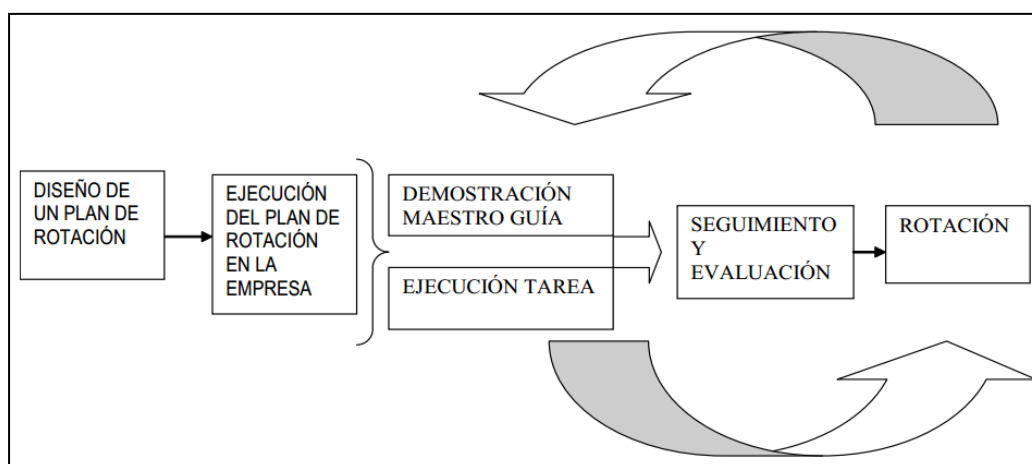 DISEÑO DE
UN PLAN DE
ROTACIÓN
EJECUCIÓN
DEL PLAN DE
ROTACIÓN
EN LA
EMPRESA
DEMOSTRACIÓN
MAESTRO GUÍA
EJECUCIÓN TAREA
SEGUIMIENTO
Y
EVALUACIÓN
ROTACIÓN